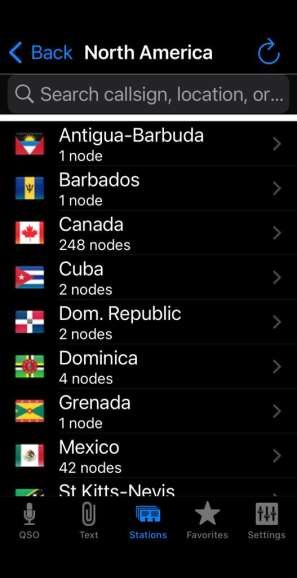 Back North America
Search callsign, location, or...
Antigua-Barbuda
1 node
Barbados
1 node
Canada
248 nodes
Cuba
2 nodes
Dom. Republic
2 nodes
Dominica
4 nodes
Grenada
1 node
Mexico
42 nodes
St Kitts-Nevis
QSO Text Stations Favorites Settings